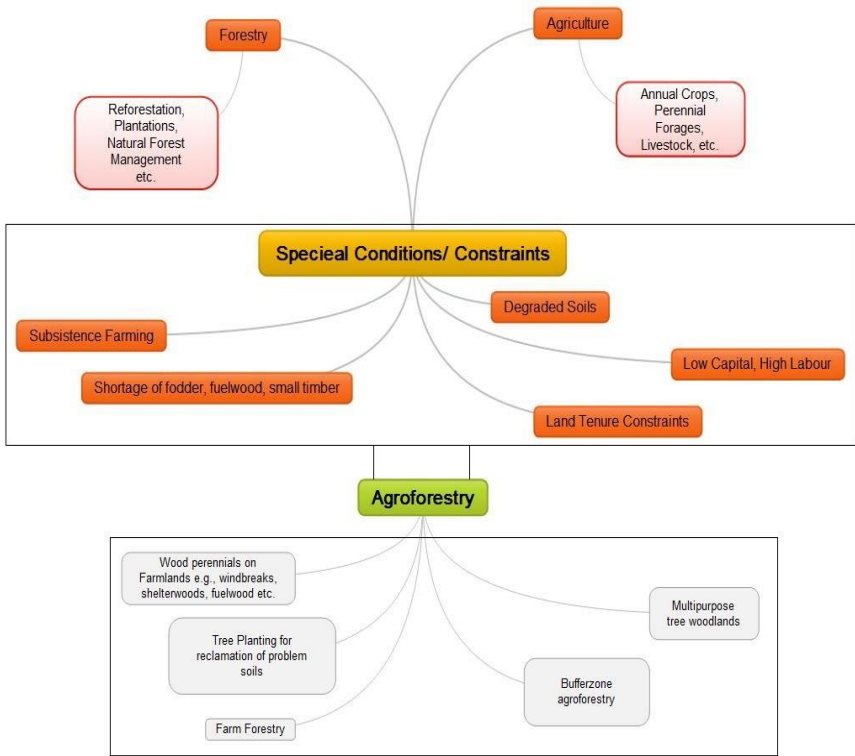 Forestry
Agriculture
Reforestation,
Plantations,
Natural Forest
Management
etc.
Annual Crops,
Perennial
Forages,
Livestock, etc.
Specieal Conditions/ Constraints
Degraded Soils
Subsistence Farming
Low Capital, High Labour
Shortage of fodder, fuelwood, small timber
Land Tenure Constraints
Agroforestry
Wood perennials on
Farmlands e.g., windbreaks,
shelterwoods, fuelwood etc.
Multipurpose
tree woodlands
Tree Planting for
reclamation of problem
soils
Bufferzone
agroforestry
Farm Forestry